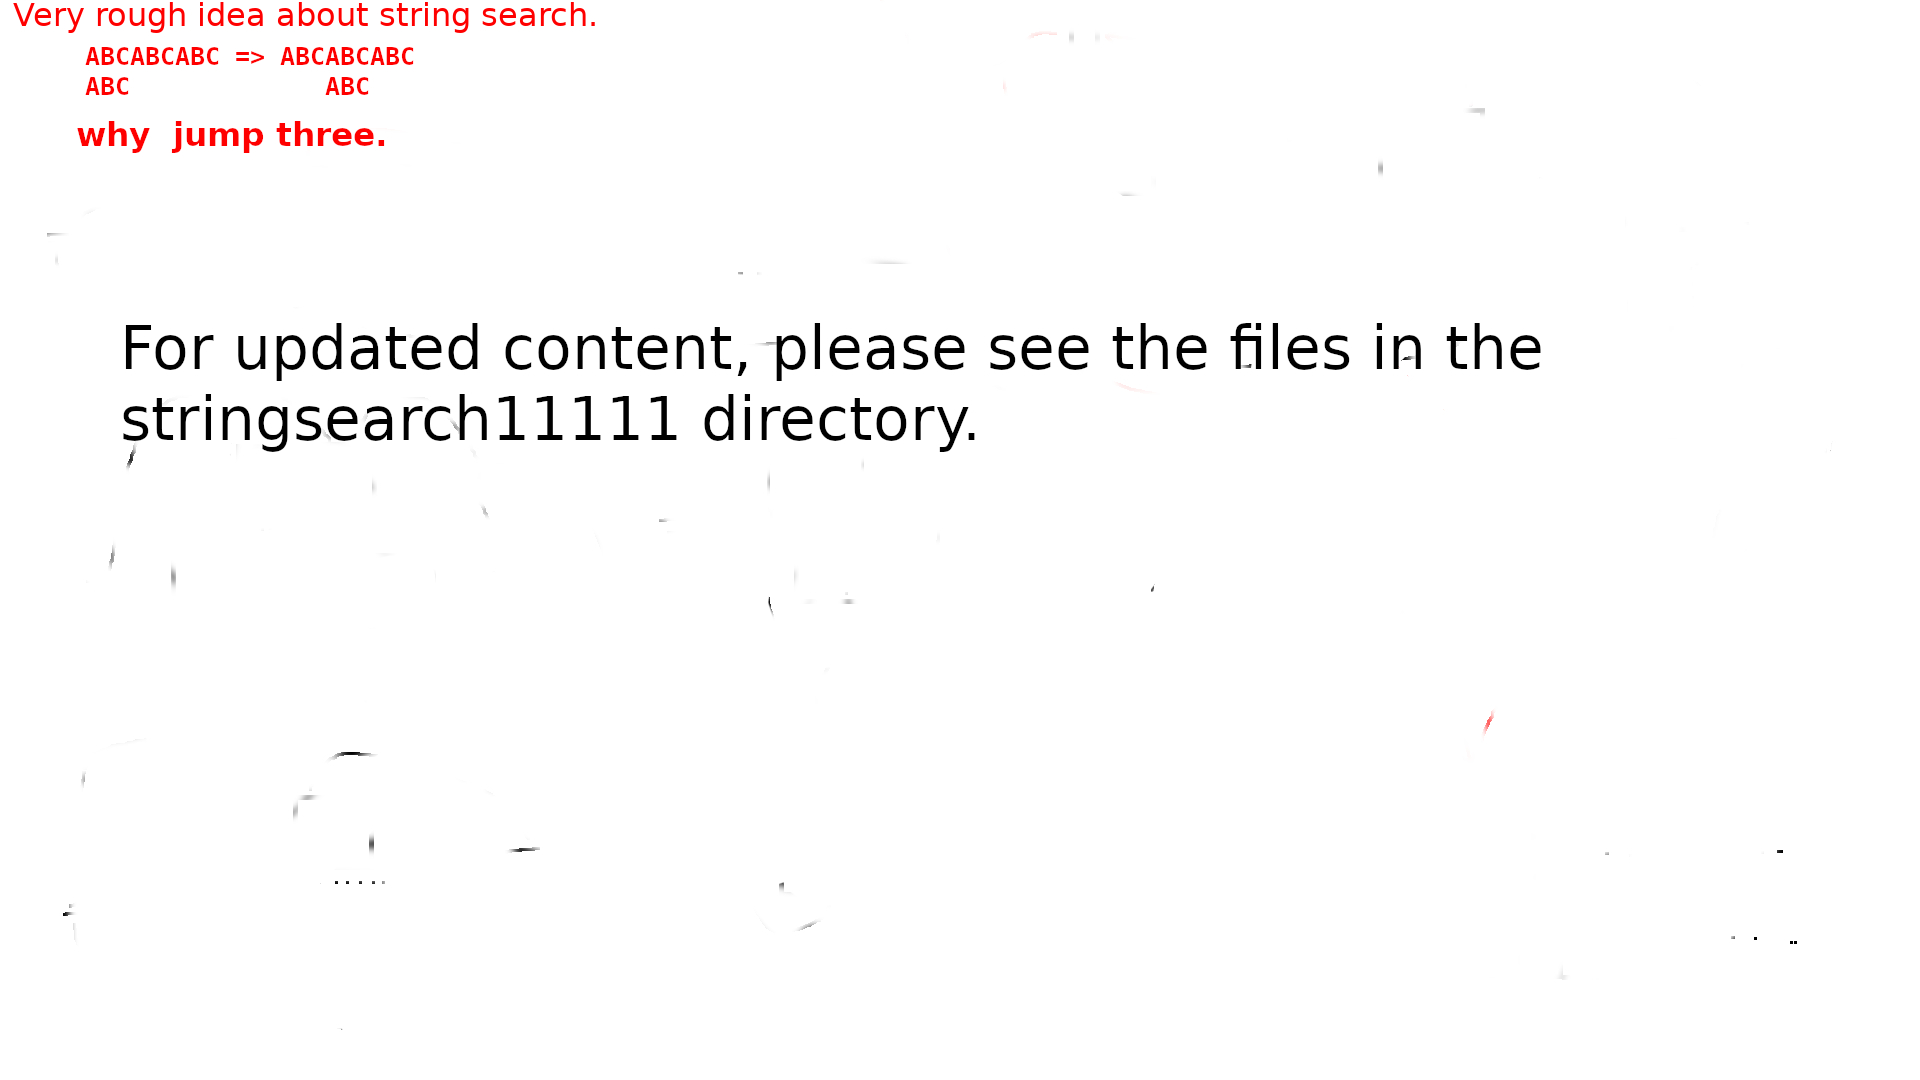 Very rough idea about string search.
ABCABCABC => ABCABCABC
ABC             ABC
why  jump three.
For updated content, please see the files in the
stringsearch11111 directory.